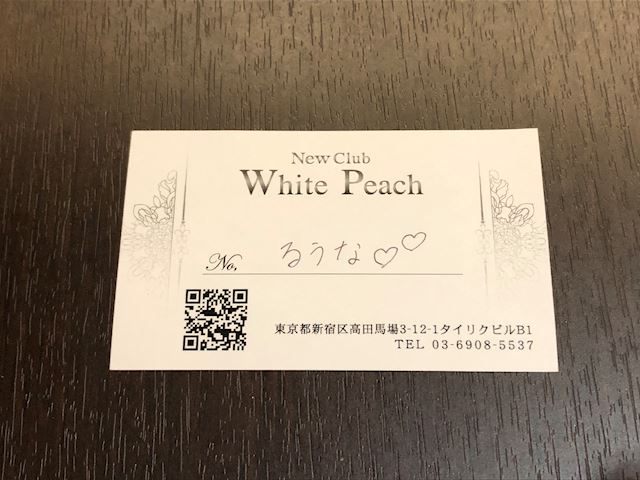 New Club
White Peach
No. るうな♡♡
東京都新宿区高田馬場3-12-1タイリクビルB1
TEL 03-6908-5537